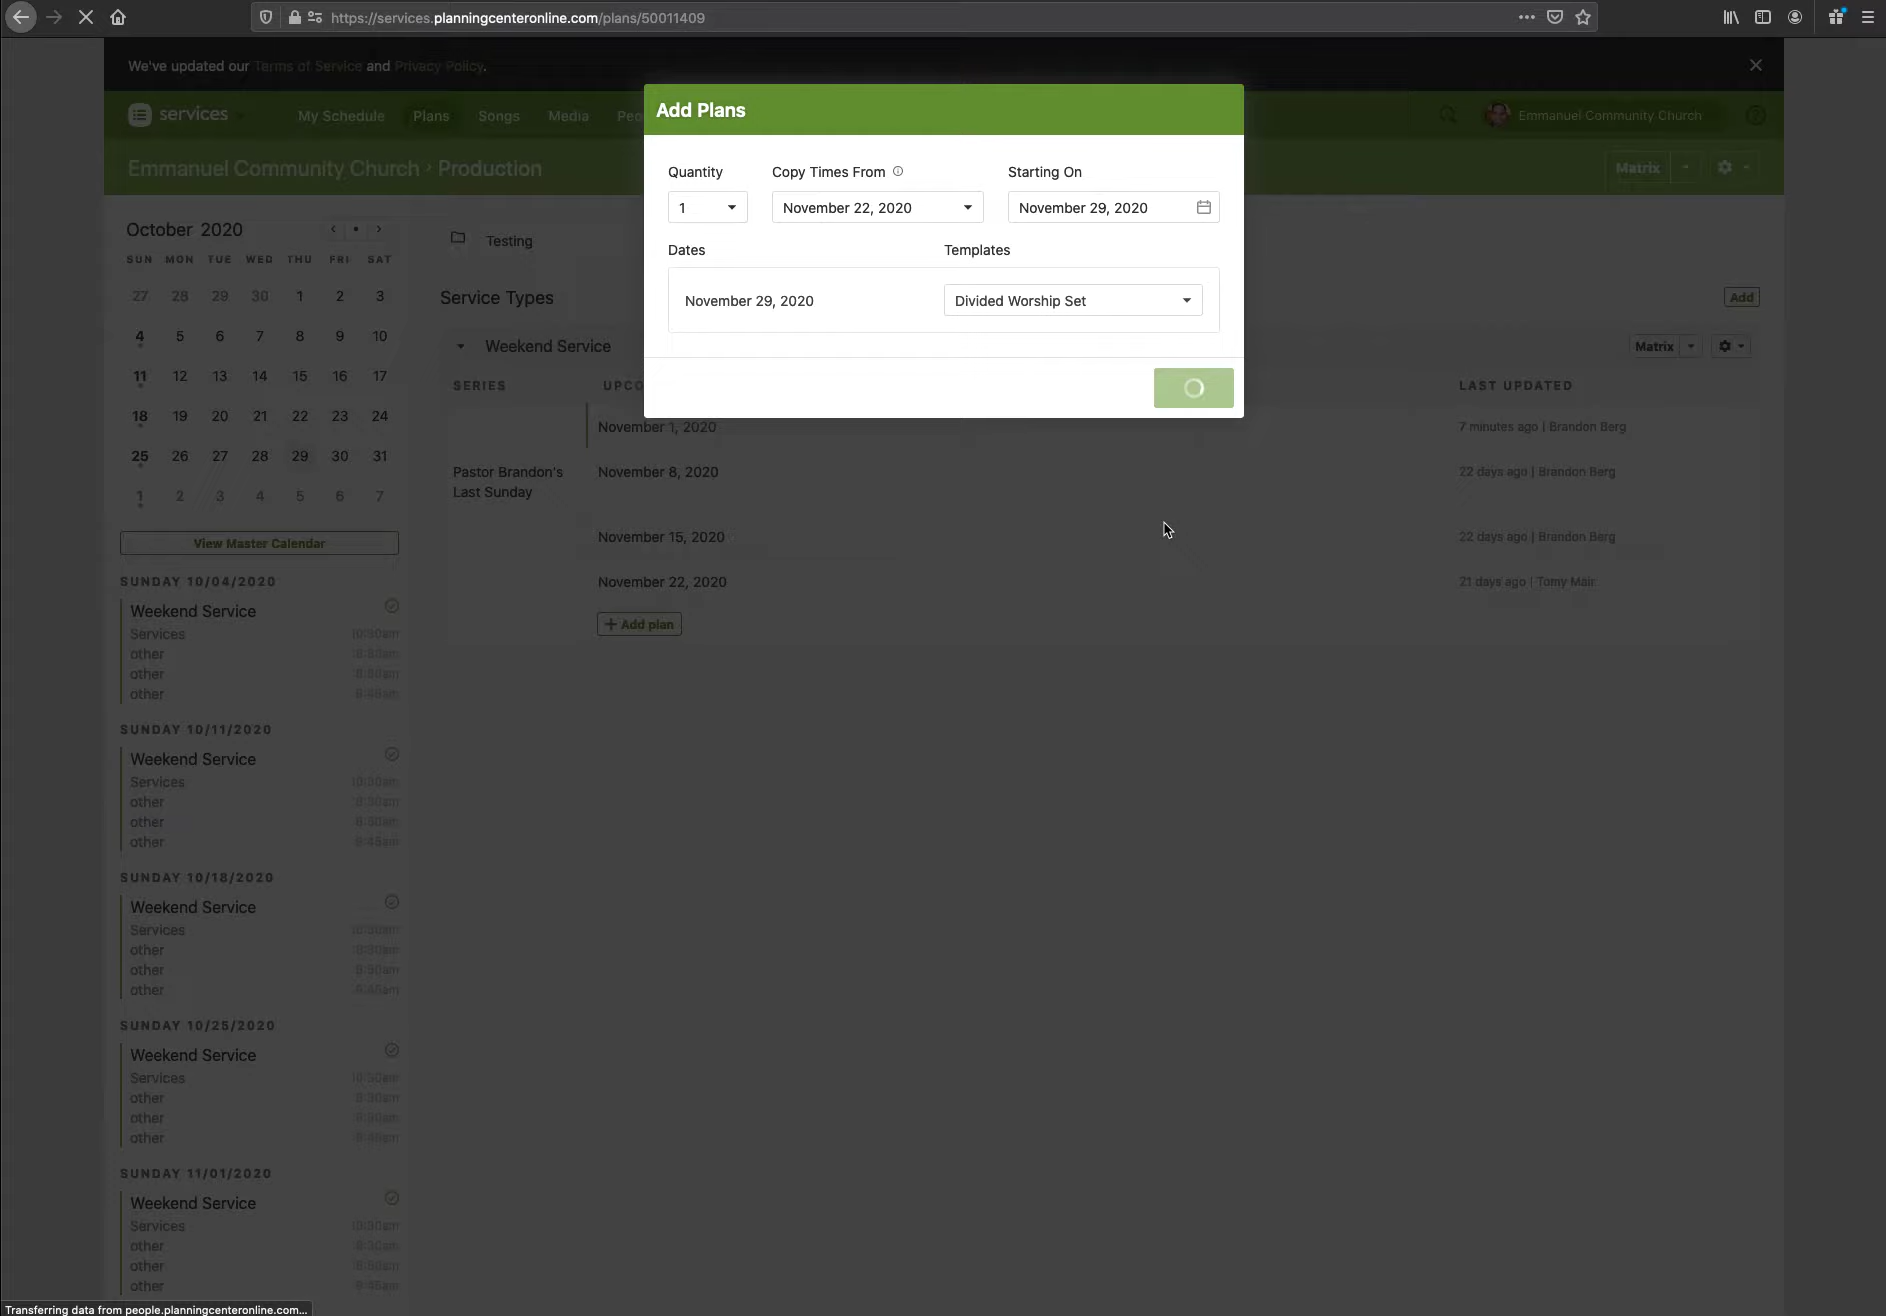 https://services.planningcenteronline.com/plans/50011409
We've updated our Terms of Service and Privacy Policy.
services
My Schedule
Plans
Songs
Media
Emmanuel Community Church
Emmanuel Community Church › Production
Matrix
Add Plans
Quantity
Copy Times From
Starting On
1
November 22, 2020
November 29, 2020
Dates
Templates
November 29, 2020
Divided Worship Set
October 2020
SUN MON TUE WED THU FRI SAT
27 28 29 30 1 2 3
4 5 6 7 8 9 10
11 12 13 14 15 16 17
18 19 20 21 22 23 24
25 26 27 28 29 30 31
1 2 3 4 5 6 7
View Master Calendar
Testing
Service Types
Add
Weekend Service
Matrix
SERIES
LAST UPDATED
November 1, 2020
7 minutes ago | Brandon Berg
Pastor Brandon's
Last Sunday
November 8, 2020
22 days ago | Brandon Berg
November 15, 2020
22 days ago | Brandon Berg
November 22, 2020
21 days ago | Tomy Mair
+ Add plan
SUNDAY 10/04/2020
Weekend Service
Services 10:30am
other
other
other
SUNDAY 10/11/2020
Weekend Service
Services 10:30am
other
other
other
SUNDAY 10/18/2020
Weekend Service
Services 10:30am
other
other
other
SUNDAY 10/25/2020
Weekend Service
Services 10:30am
other
other
other
SUNDAY 11/01/2020
Weekend Service
Services 10:30am
other
other
other
Transferring data from people.planningcenteronline.com...